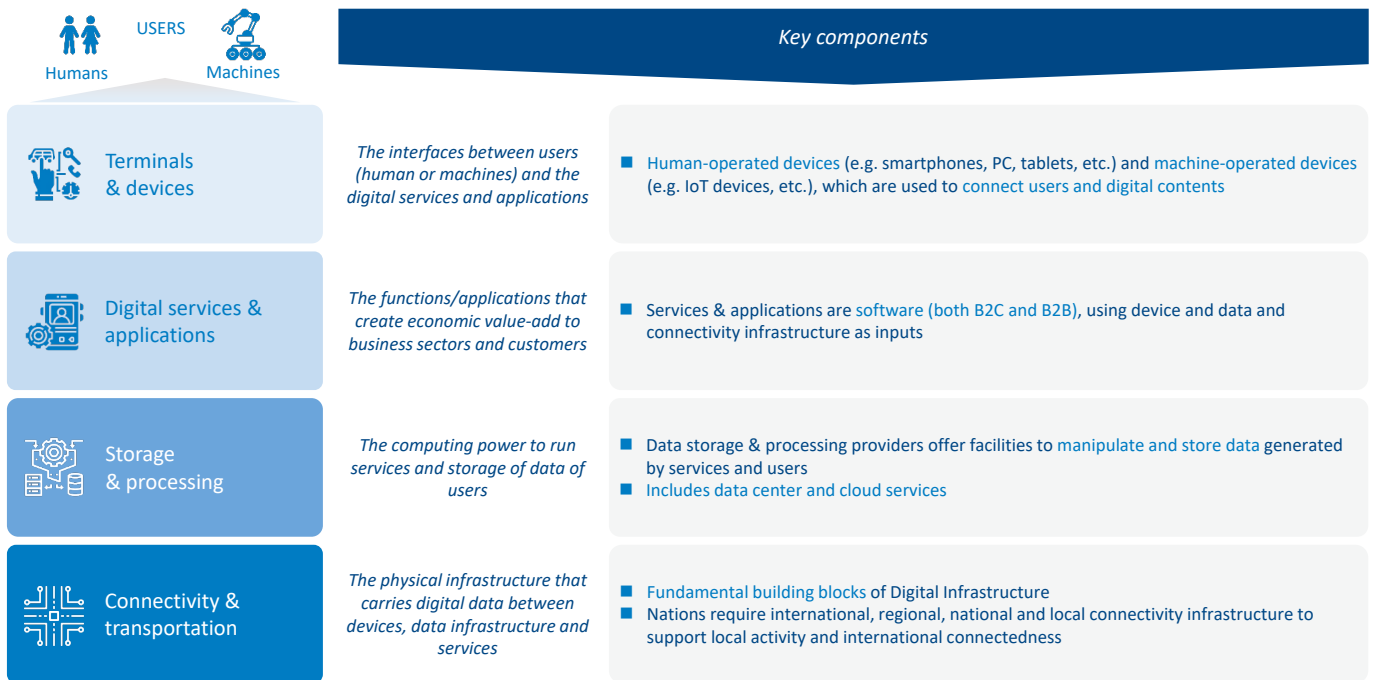 USERS
Humans
Machines
Key components
Terminals
& devices
The interfaces between users
(human or machines) and the
digital services and applications
Human-operated devices (e.g. smartphones, PC, tablets, etc.) and machine-operated devices
(e.g. IoT devices, etc.), which are used to connect users and digital contents
Digital services &
applications
The functions/applications that
create economic value-add to
business sectors and customers
Services & applications are software (both B2C and B2B), using device and data and
connectivity infrastructure as inputs
Storage
& processing
The computing power to run
services and storage of data of
users
Data storage & processing providers offer facilities to manipulate and store data generated
by services and users
Includes data center and cloud services
Connectivity &
transportation
The physical infrastructure that
carries digital data between
devices, data infrastructure and
services
Fundamental building blocks of Digital Infrastructure
Nations require international, regional, national and local connectivity infrastructure to
support local activity and international connectedness